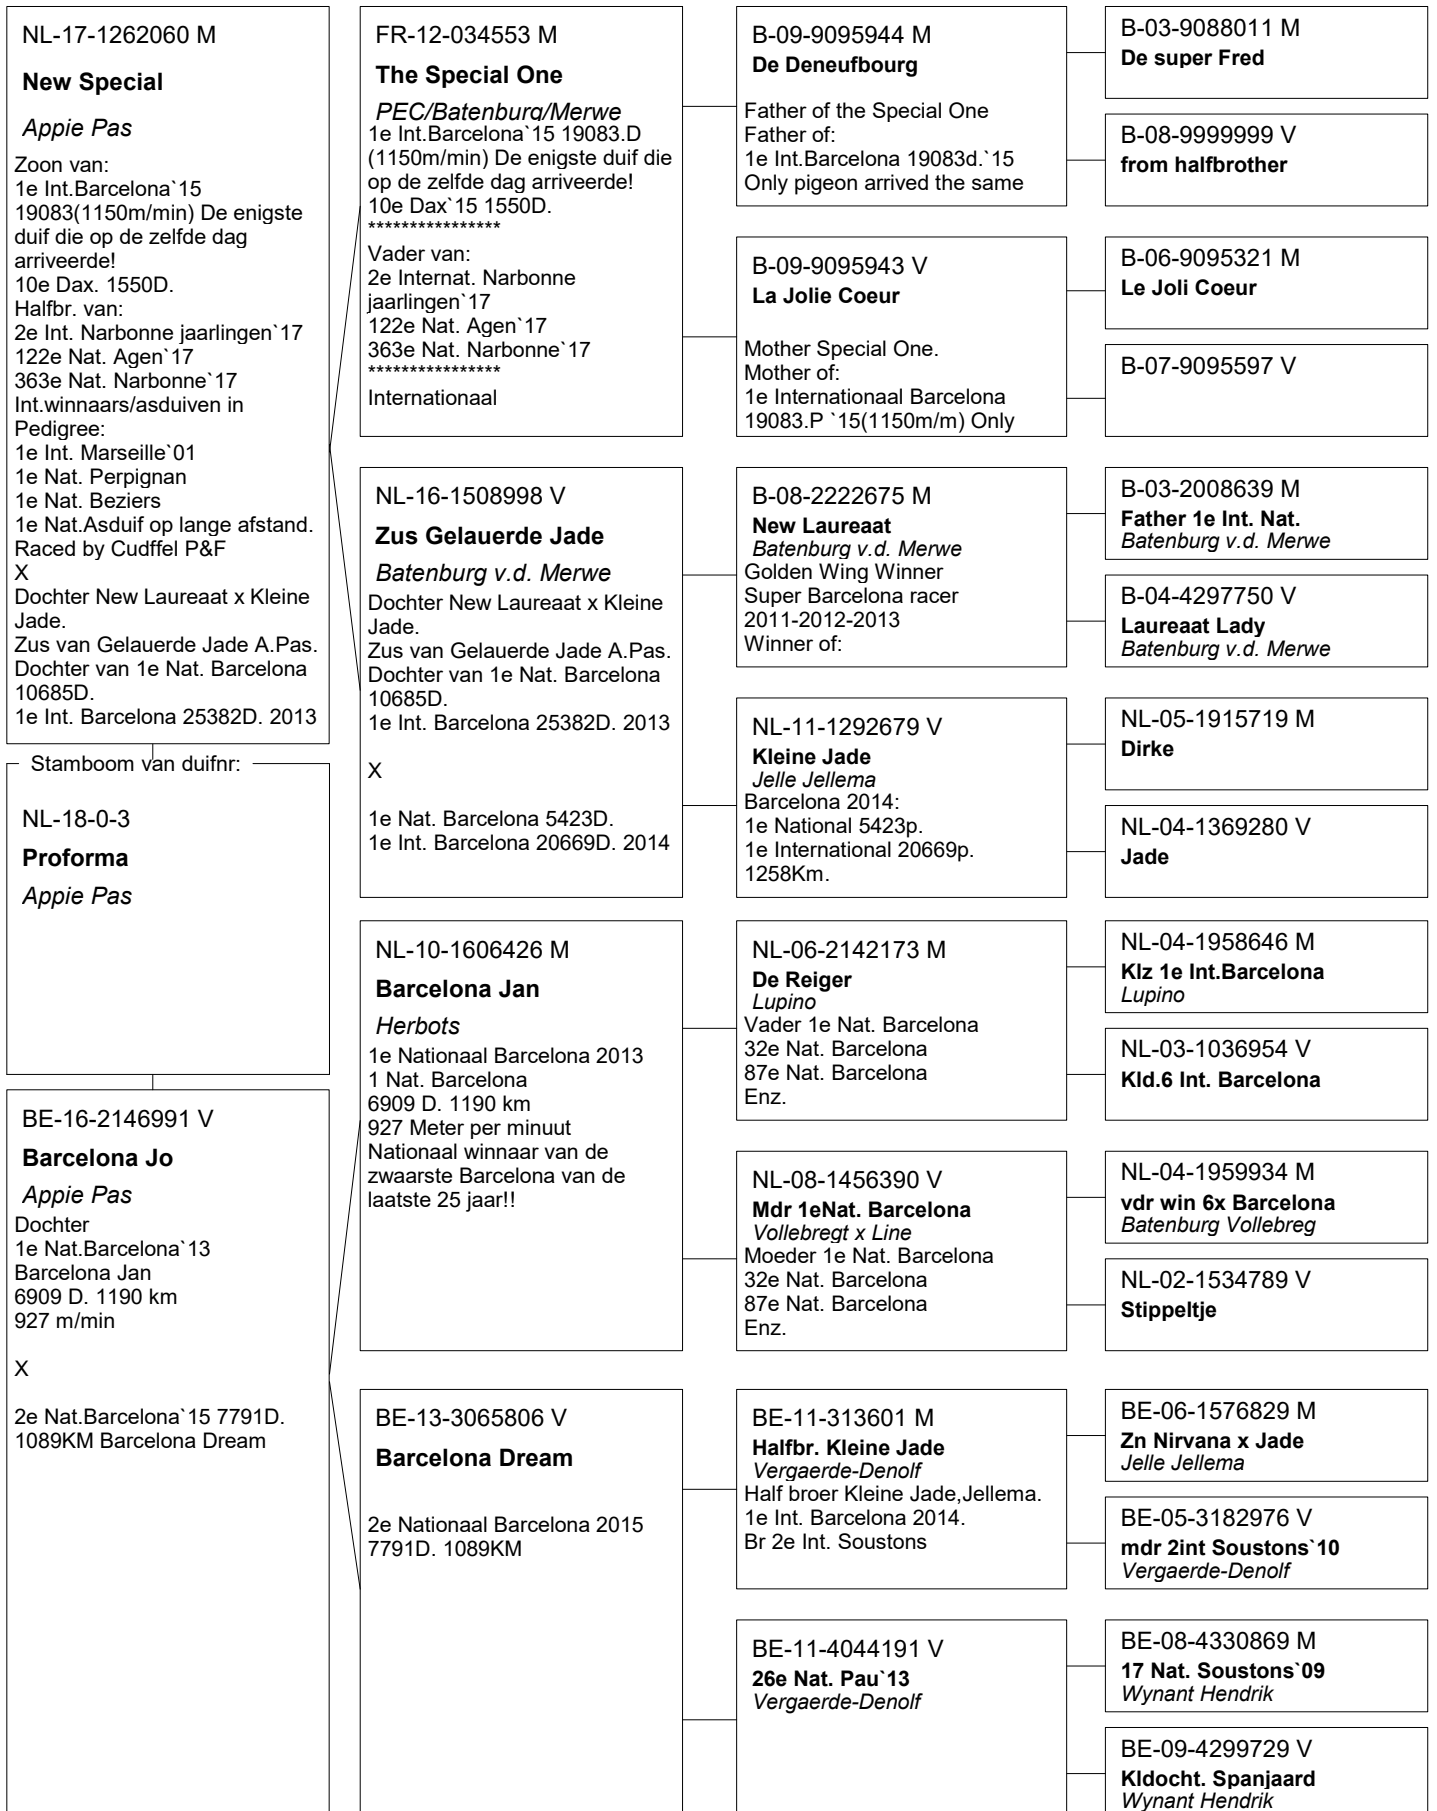 NL-17-1262060 M
New Special
Appie Pas
Zoon van:
1e Int.Barcelona`15
19083(1150m/min) De enigste
duif die op de zelfde dag
arriveerde!
10e Dax. 1550D.
Halfbr. van:
2e Int. Narbonne jaarlingen`17
122e Nat. Agen`17
363e Nat. Narbonne`17
Int.winnaars/asduiven in
Pedigree:
1e Int. Marseille`01
1e Nat. Perpignan
1e Nat. Beziers
1e Nat.Asduif op lange afstand.
Raced by Cudffel P&F
X
Dochter New Laureaat x Kleine
Jade.
Zus van Gelauerde Jade A.Pas.
Dochter van 1e Nat. Barcelona
10685D.
1e Int. Barcelona 25382D. 2013
Stamboom van duifnr:
NL-18-0-3
Proforma
Appie Pas
BE-16-2146991 V
Barcelona Jo
Appie Pas
Dochter
1e Nat.Barcelona`13
Barcelona Jan
6909 D. 1190 km
927 m/min
X
2e Nat.Barcelona`15 7791D.
1089KM Barcelona Dream
FR-12-034553 M
The Special One
PEC/Batenburg/Merwe
1e Int.Barcelona`15 19083.D
(1150m/min) De enigste duif die
op de zelfde dag arriveerde!
10e Dax`15 1550D.
****************
Vader van:
2e Internat. Narbonne
jaarlingen`17
122e Nat. Agen`17
363e Nat. Narbonne`17
****************
Internationaal
NL-16-1508998 V
Zus Gelauerde Jade
Batenburg v.d. Merwe
Dochter New Laureaat x Kleine
Jade.
Zus van Gelauerde Jade A.Pas.
Dochter van 1e Nat. Barcelona
10685D.
1e Int. Barcelona 25382D. 2013
X
1e Nat. Barcelona 5423D.
1e Int. Barcelona 20669D. 2014
NL-10-1606426 M
Barcelona Jan
Herbots
1e Nationaal Barcelona 2013
1 Nat. Barcelona
6909 D. 1190 km
927 Meter per minuut
Nationaal winnaar van de
zwaarste Barcelona van de
laatste 25 jaar!!
BE-13-3065806 V
Barcelona Dream
2e Nationaal Barcelona 2015
7791D. 1089KM
B-09-9095944 M
De Deneufbourg
Father of the Special One
Father of:
1e Int.Barcelona 19083d.`15
Only pigeon arrived the same
B-09-9095943 V
La Jolie Coeur
Mother Special One.
Mother of:
1e Internationaal Barcelona
19083.P `15(1150m/m) Only
B-08-2222675 M
New Laureaat
Batenburg v.d. Merwe
Golden Wing Winner
Super Barcelona racer
2011-2012-2013
Winner of:
NL-11-1292679 V
Kleine Jade
Jelle Jellema
Barcelona 2014:
1e National 5423p.
1e International 20669p.
1258Km.
NL-06-2142173 M
De Reiger
Lupino
Vader 1e Nat. Barcelona
32e Nat. Barcelona
87e Nat. Barcelona
Enz.
NL-08-1456390 V
Mdr 1eNat. Barcelona
Vollebregt x Line
Moeder 1e Nat. Barcelona
32e Nat. Barcelona
87e Nat. Barcelona
Enz.
BE-11-313601 M
Halfbr. Kleine Jade
Vergaerde-Denolf
Half broer Kleine Jade,Jellema.
1e Int. Barcelona 2014.
Br 2e Int. Soustons
BE-11-4044191 V
26e Nat. Pau`13
Vergaerde-Denolf
B-03-9088011 M
De super Fred
B-08-9999999 V
from halfbrother
B-06-9095321 M
Le Joli Coeur
B-07-9095597 V
B-03-2008639 M
Father 1e Int. Nat.
Batenburg v.d. Merwe
B-04-4297750 V
Laureaat Lady
Batenburg v.d. Merwe
NL-05-1915719 M
Dirke
NL-04-1369280 V
Jade
NL-04-1958646 M
Klz 1e Int.Barcelona
Lupino
NL-03-1036954 V
Kld.6 Int. Barcelona
NL-04-1959934 M
vdr win 6x Barcelona
Batenburg Vollebreg
NL-02-1534789 V
Stippeltje
BE-06-1576829 M
Zn Nirvana x Jade
Jelle Jellema
BE-05-3182976 V
mdr 2int Soustons`10
Vergaerde-Denolf
BE-08-4330869 M
17 Nat. Soustons`09
Wynant Hendrik
BE-09-4299729 V
Kldocht. Spanjaard
Wynant Hendrik